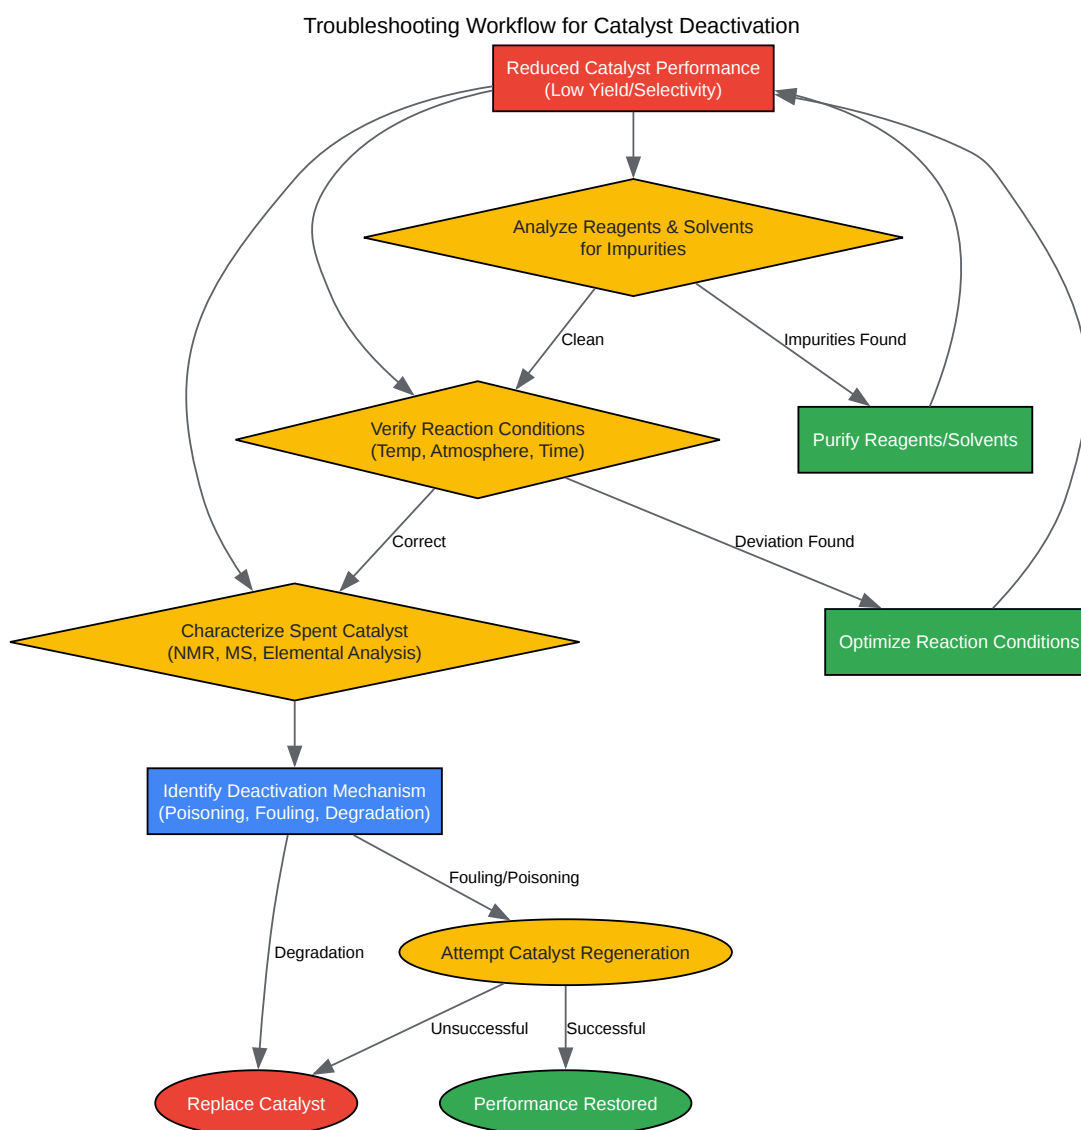 Troubleshooting Workflow for Catalyst Deactivation
Reduced Catalyst Performance
(Low Yield/Selectivity)
Analyze Reagents & Solvents
for Impurities
Clean
Impurities Found
Verify Reaction Conditions
(Temp, Atmosphere, Time)
Purify Reagents/Solvents
Correct
Deviation Found
Characterize Spent Catalyst
(NMR, MS, Elemental Analysis)
Optimize Reaction Conditions
Identify Deactivation Mechanism
(Poisoning, Fouling, Degradation)
Fouling/Poisoning
Degradation
Attempt Catalyst Regeneration
Unsuccessful
Successful
Replace Catalyst
Performance Restored